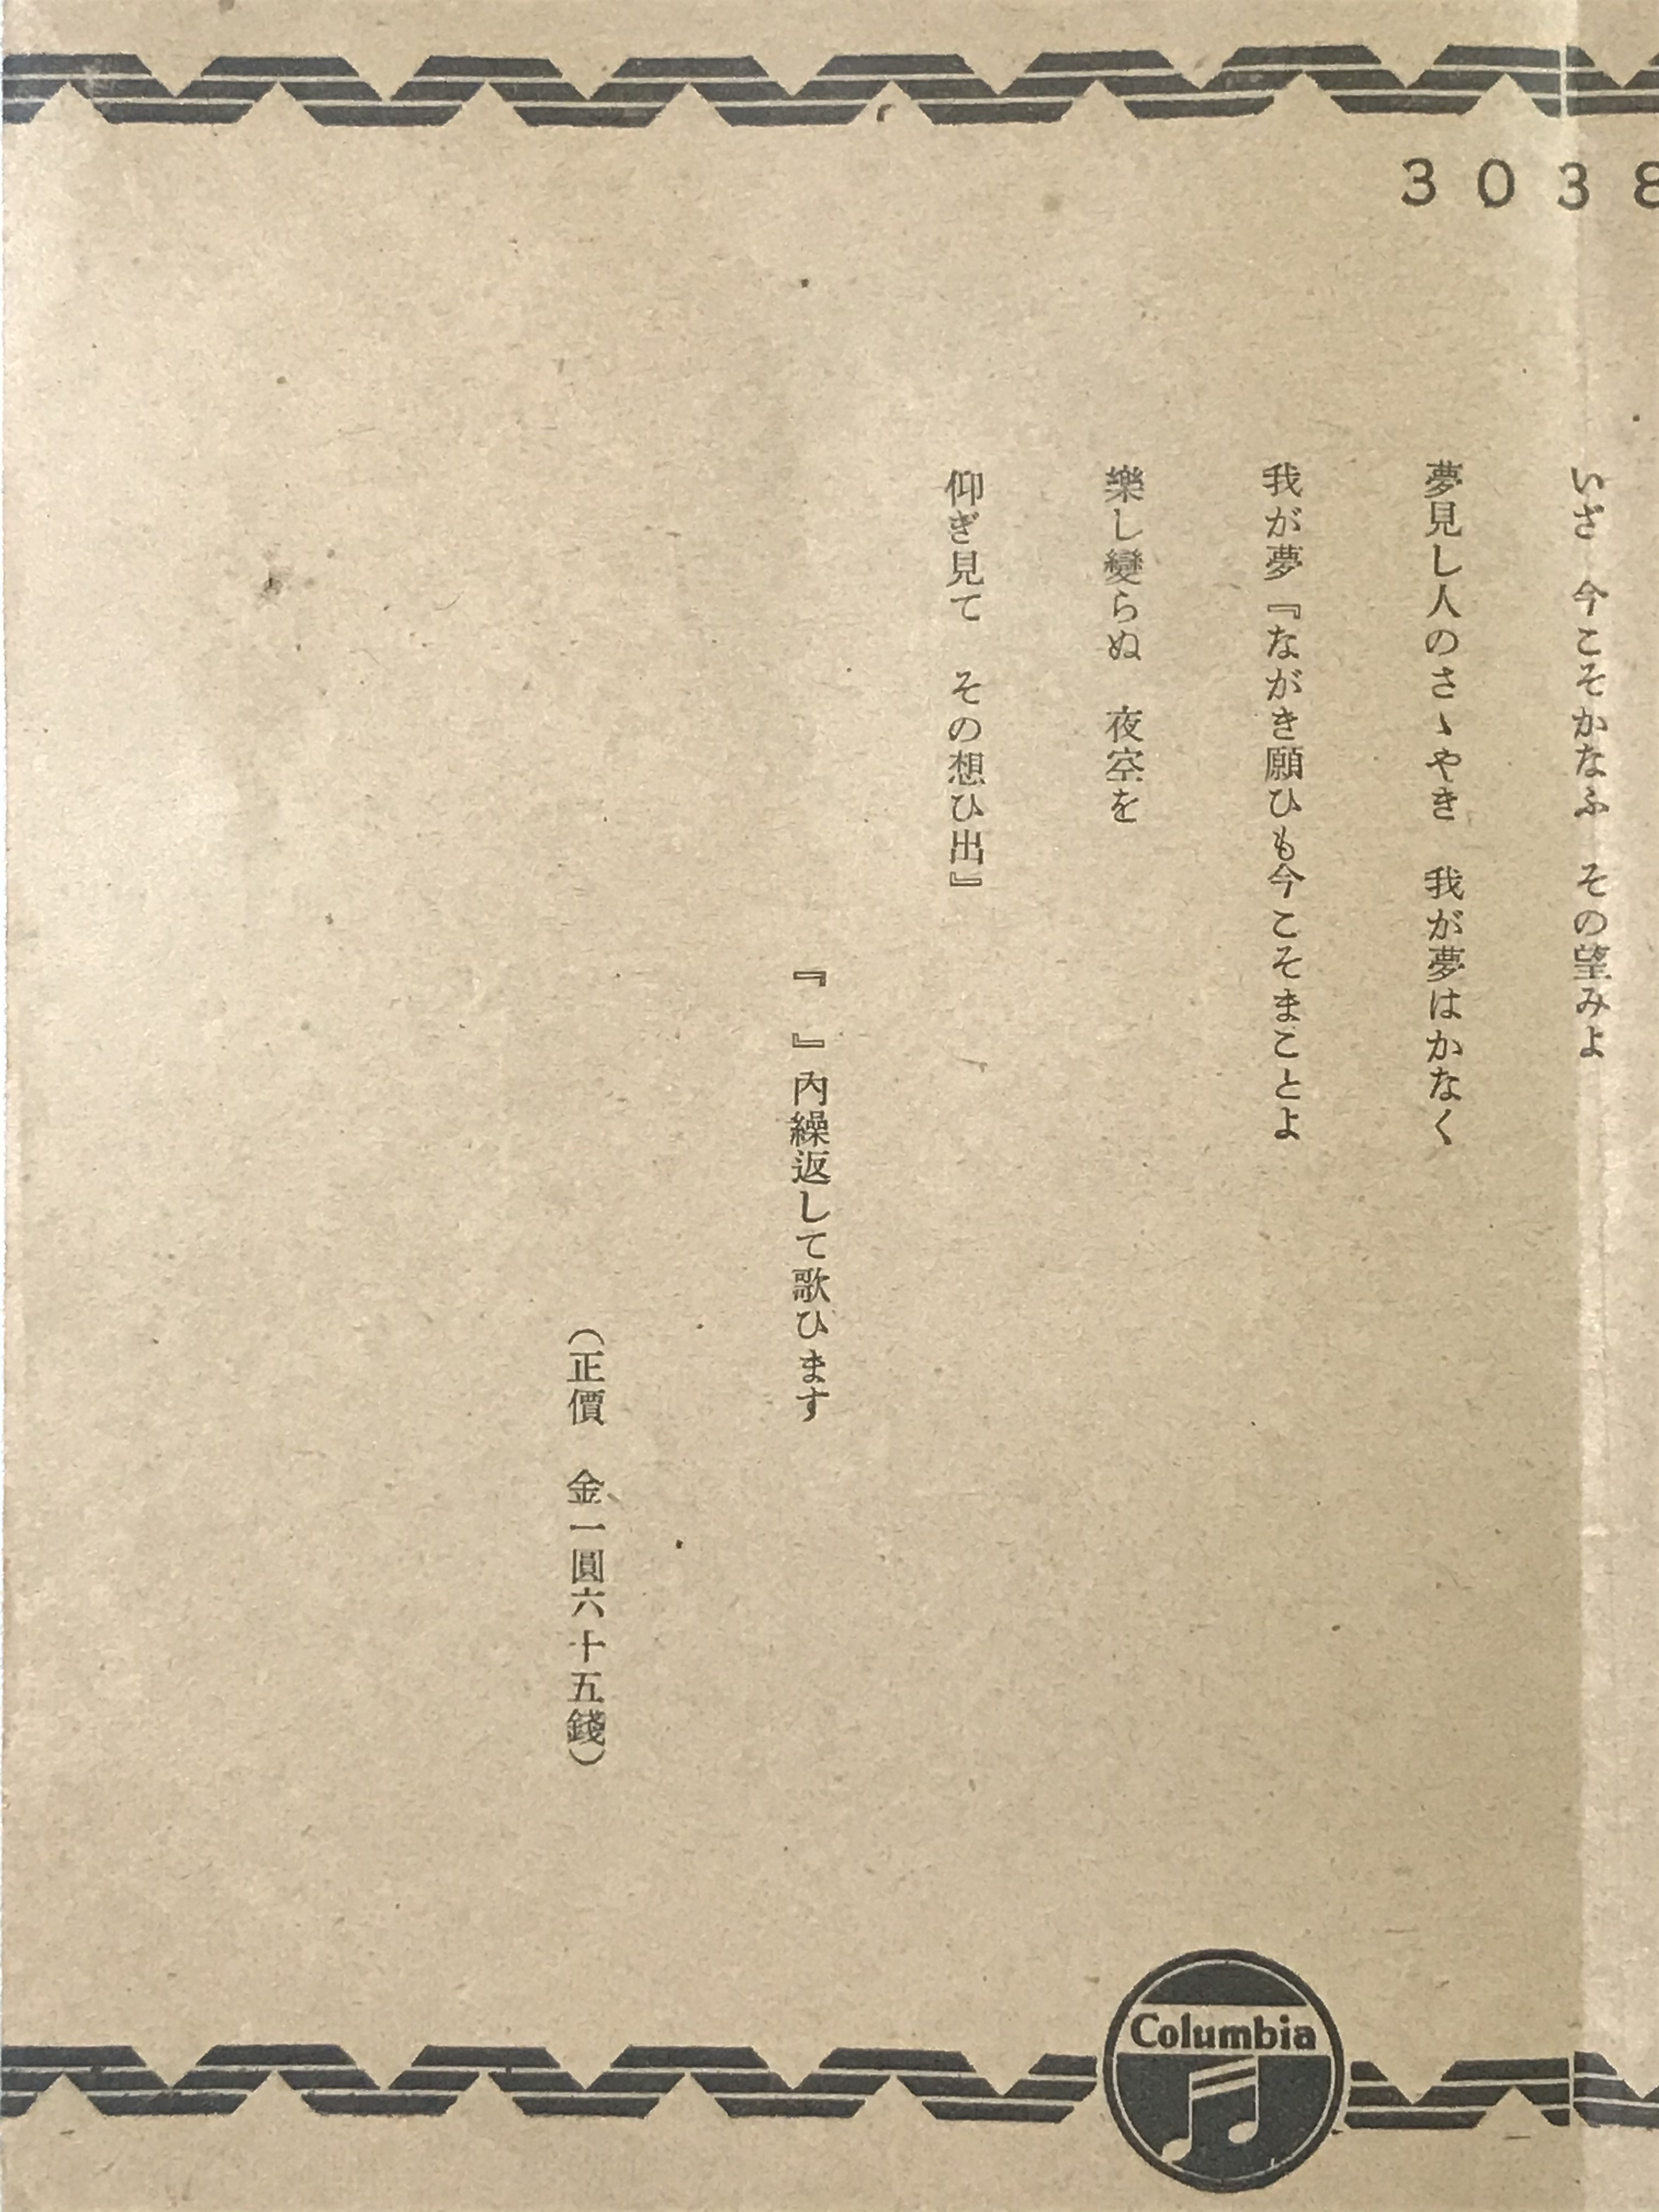 3038
いざ 今こそかなふ その望みよ
夢見し人のさゝやき 我が夢はかなく
我が夢『ながき願ひも今こそまことよ
樂し變らぬ 夜空を
仰ぎ見て その想ひ出』
『 』內繰返して歌ひます
(正價 金一圓六十五錢)
Columbia